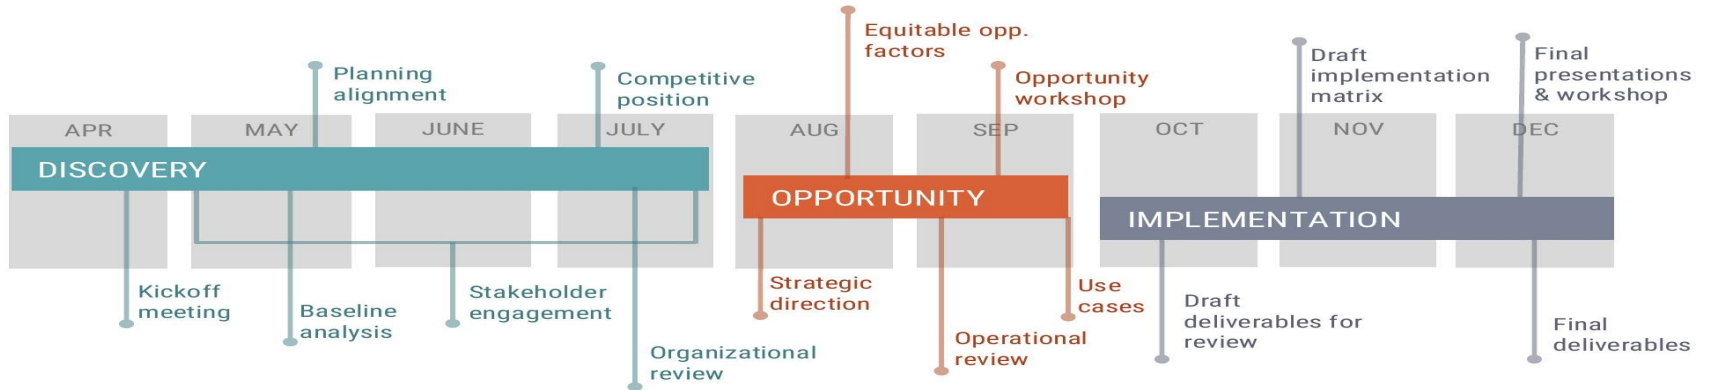 Equitable opp.
factors
Planning
alignment
Competitive
position
Opportunity
workshop
Draft
implementation
matrix
Final
presentations
& workshop
APR
MAY
JUNE
JULY
AUG
SEP
OCT
NOV
DEC
DISCOVERY
OPPORTUNITY
IMPLEMENTATION
Kickoff
meeting
Baseline
analysis
Stakeholder
engagement
Organizational
review
Strategic
direction
Operational
review
Use
cases
Draft
deliverables for
review
Final
deliverables